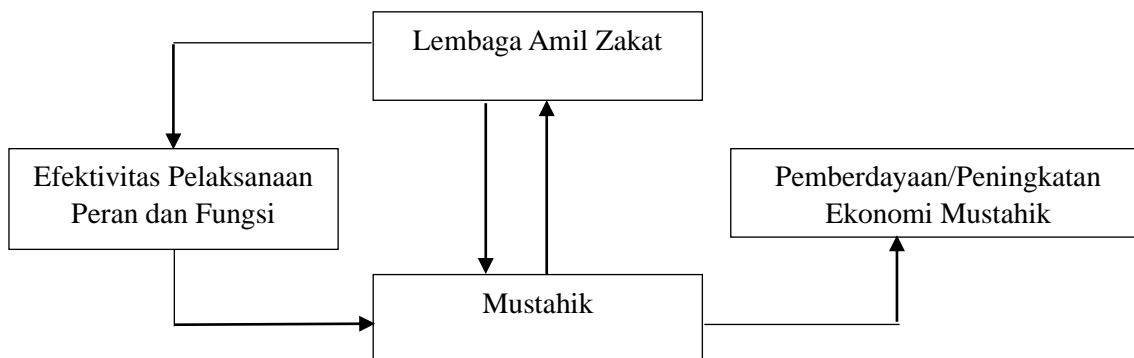 Lembaga Amil Zakat
Efektivitas Pelaksanaan
Peran dan Fungsi
Pemberdayaan/Peningkatan
Ekonomi Mustahik
Mustahik